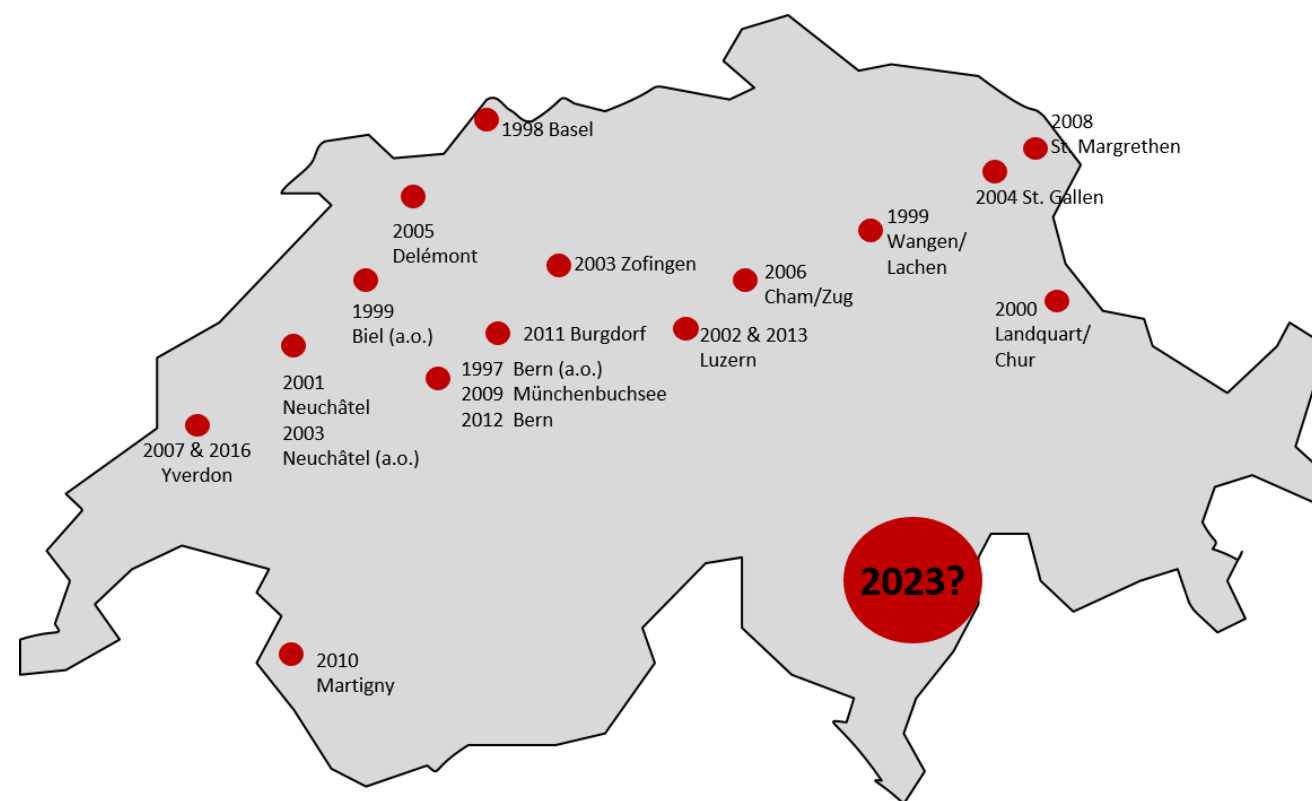 1998 Basel
2008
St. Margrethen
2004 St. Gallen
2005
Delémont
1999
Wangen/
Lachen
2003 Zofingen
2006
Cham/Zug
1999
Biel (a.o.)
2000
Landquart/
Chur
2011 Burgdorf
2002 & 2013
Luzern
1997 Bern (a.o.)
2009 Münchenbuchsee
2012 Bern
2001
Neuchâtel
2003
Neuchâtel (a.o.)
2007 & 2016
Yverdon
2023?
2010
Martigny